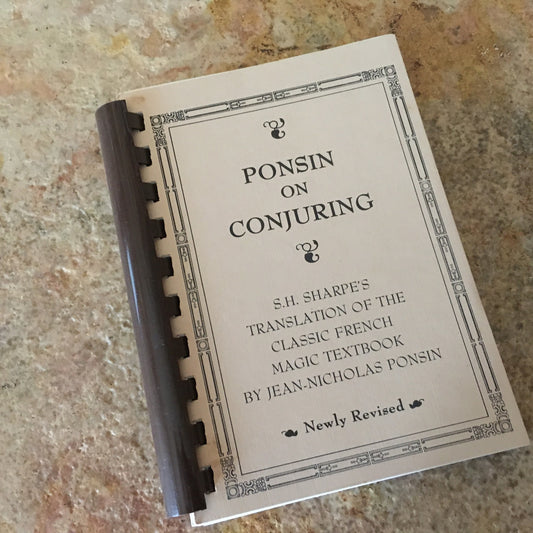 PONSIN
ON
CONJURING
S.H. SHARPE'S
TRANSLATION OF THE
CLASSIC FRENCH
MAGIC TEXTBOOK
BY JEAN-NICHOLAS PONSIN
Newly Revised